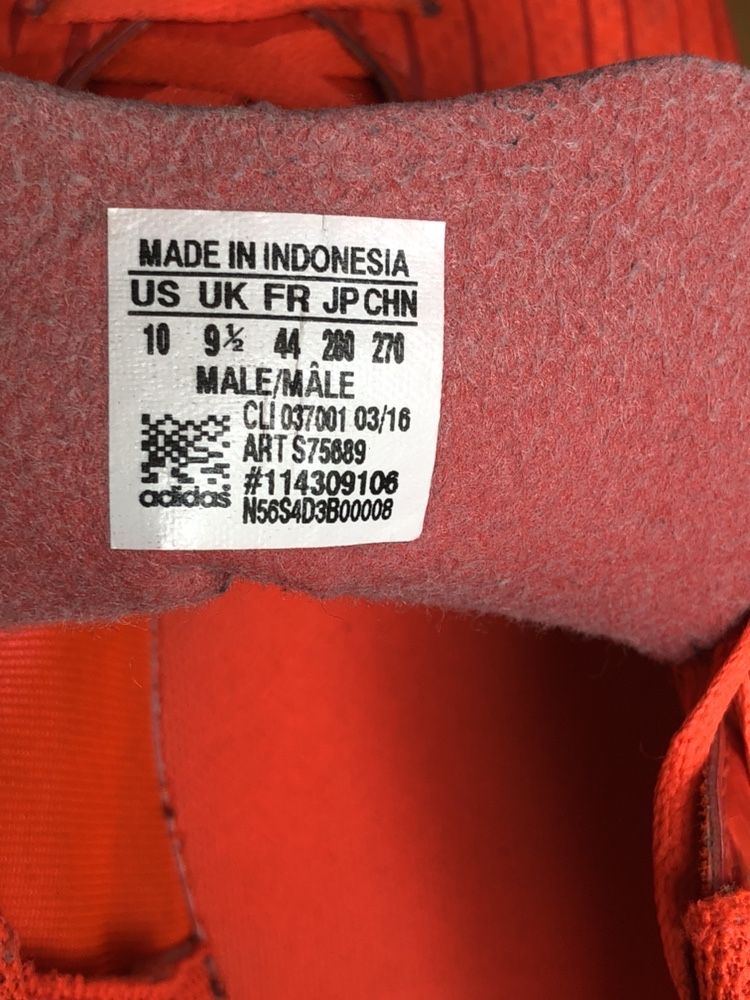 MADE IN INDONESIA
US UK FR JP CHN
10 9½ 44 280 270
MALE/MÂLE
CLI 037001 03/16
ART S75689
#114309106
adidas
N56S4D3B00008